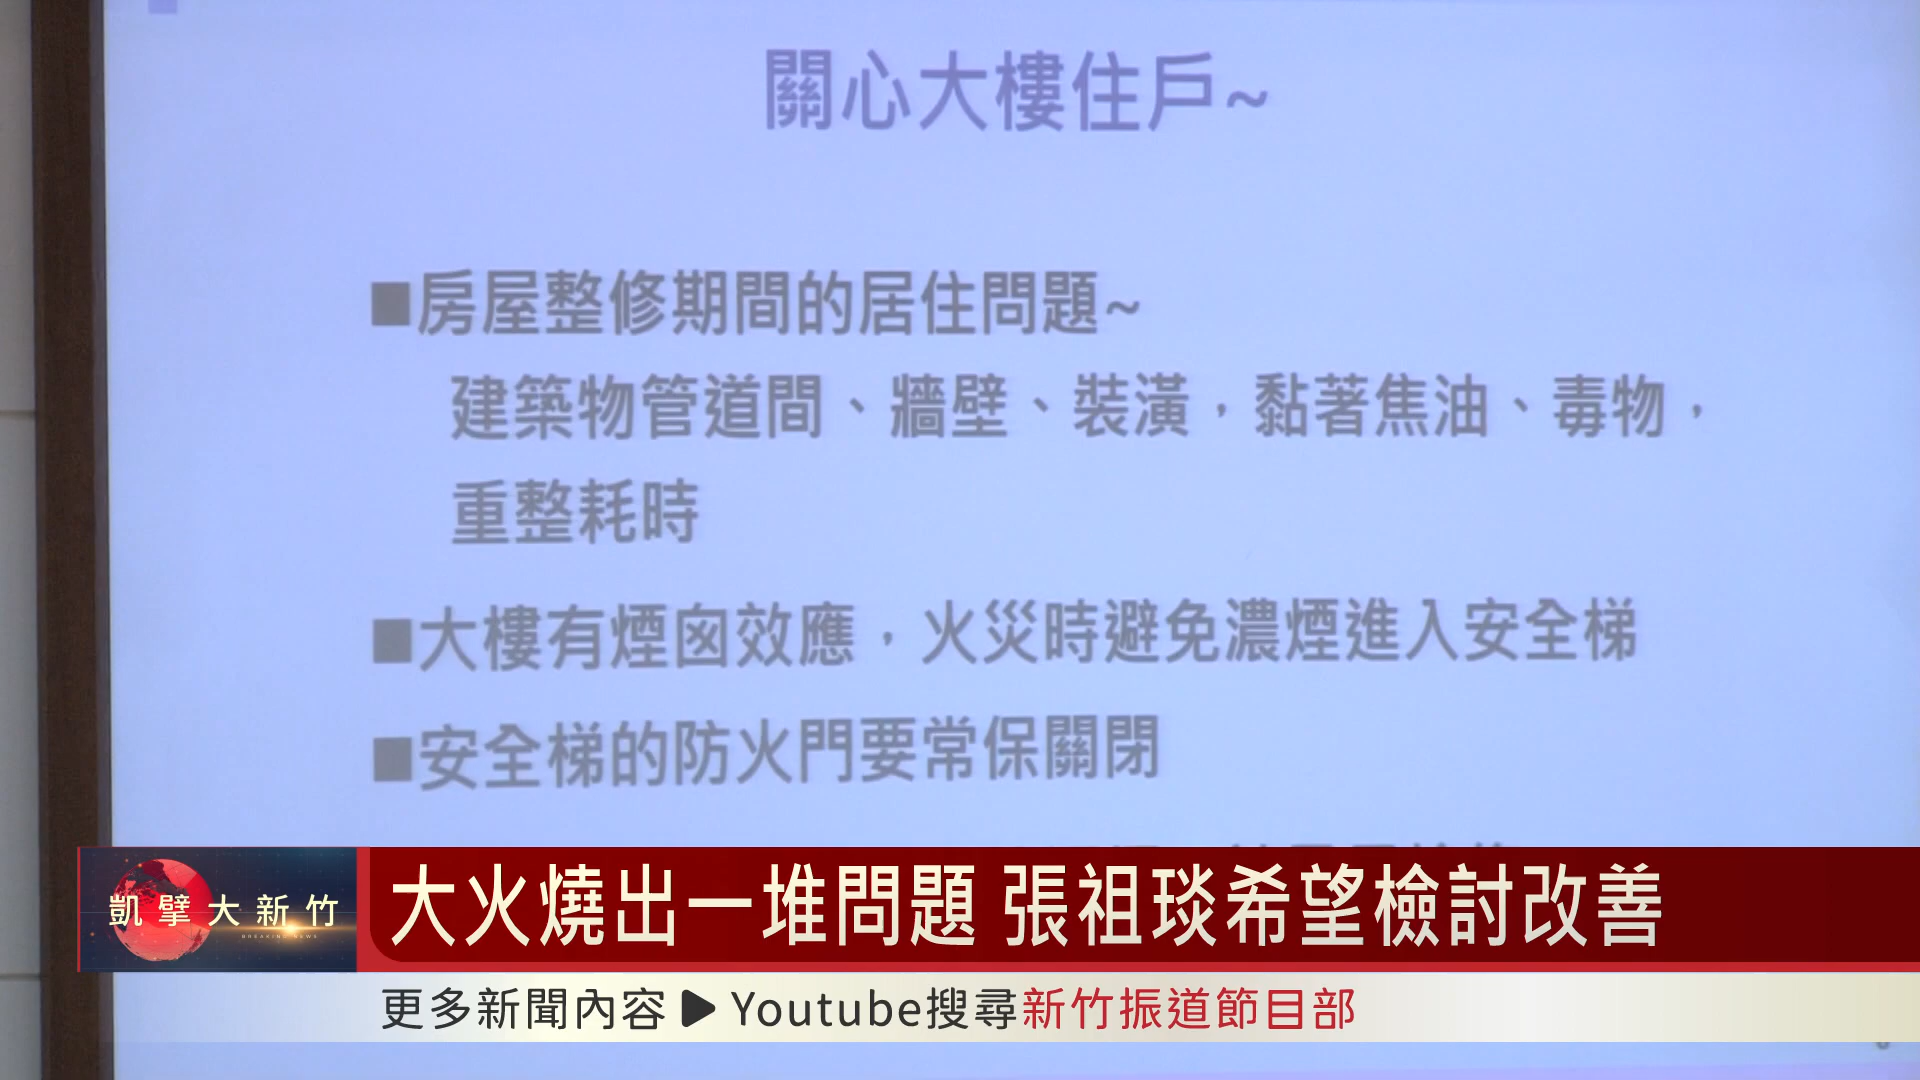 關心大樓住戶~
■房屋整修期間的居住問題~
建築物管道間、牆壁、裝潢，黏著焦油、毒物，
重整耗時
■大樓有煙囪效應，火災時避免濃煙進入安全梯
■安全梯的防火門要常保關閉
凱擘大新竹
BREAKING NEWS
大火燒出一堆問題 張祖琰希望檢討改善
更多新聞內容▶Youtube搜尋新竹振道節目部